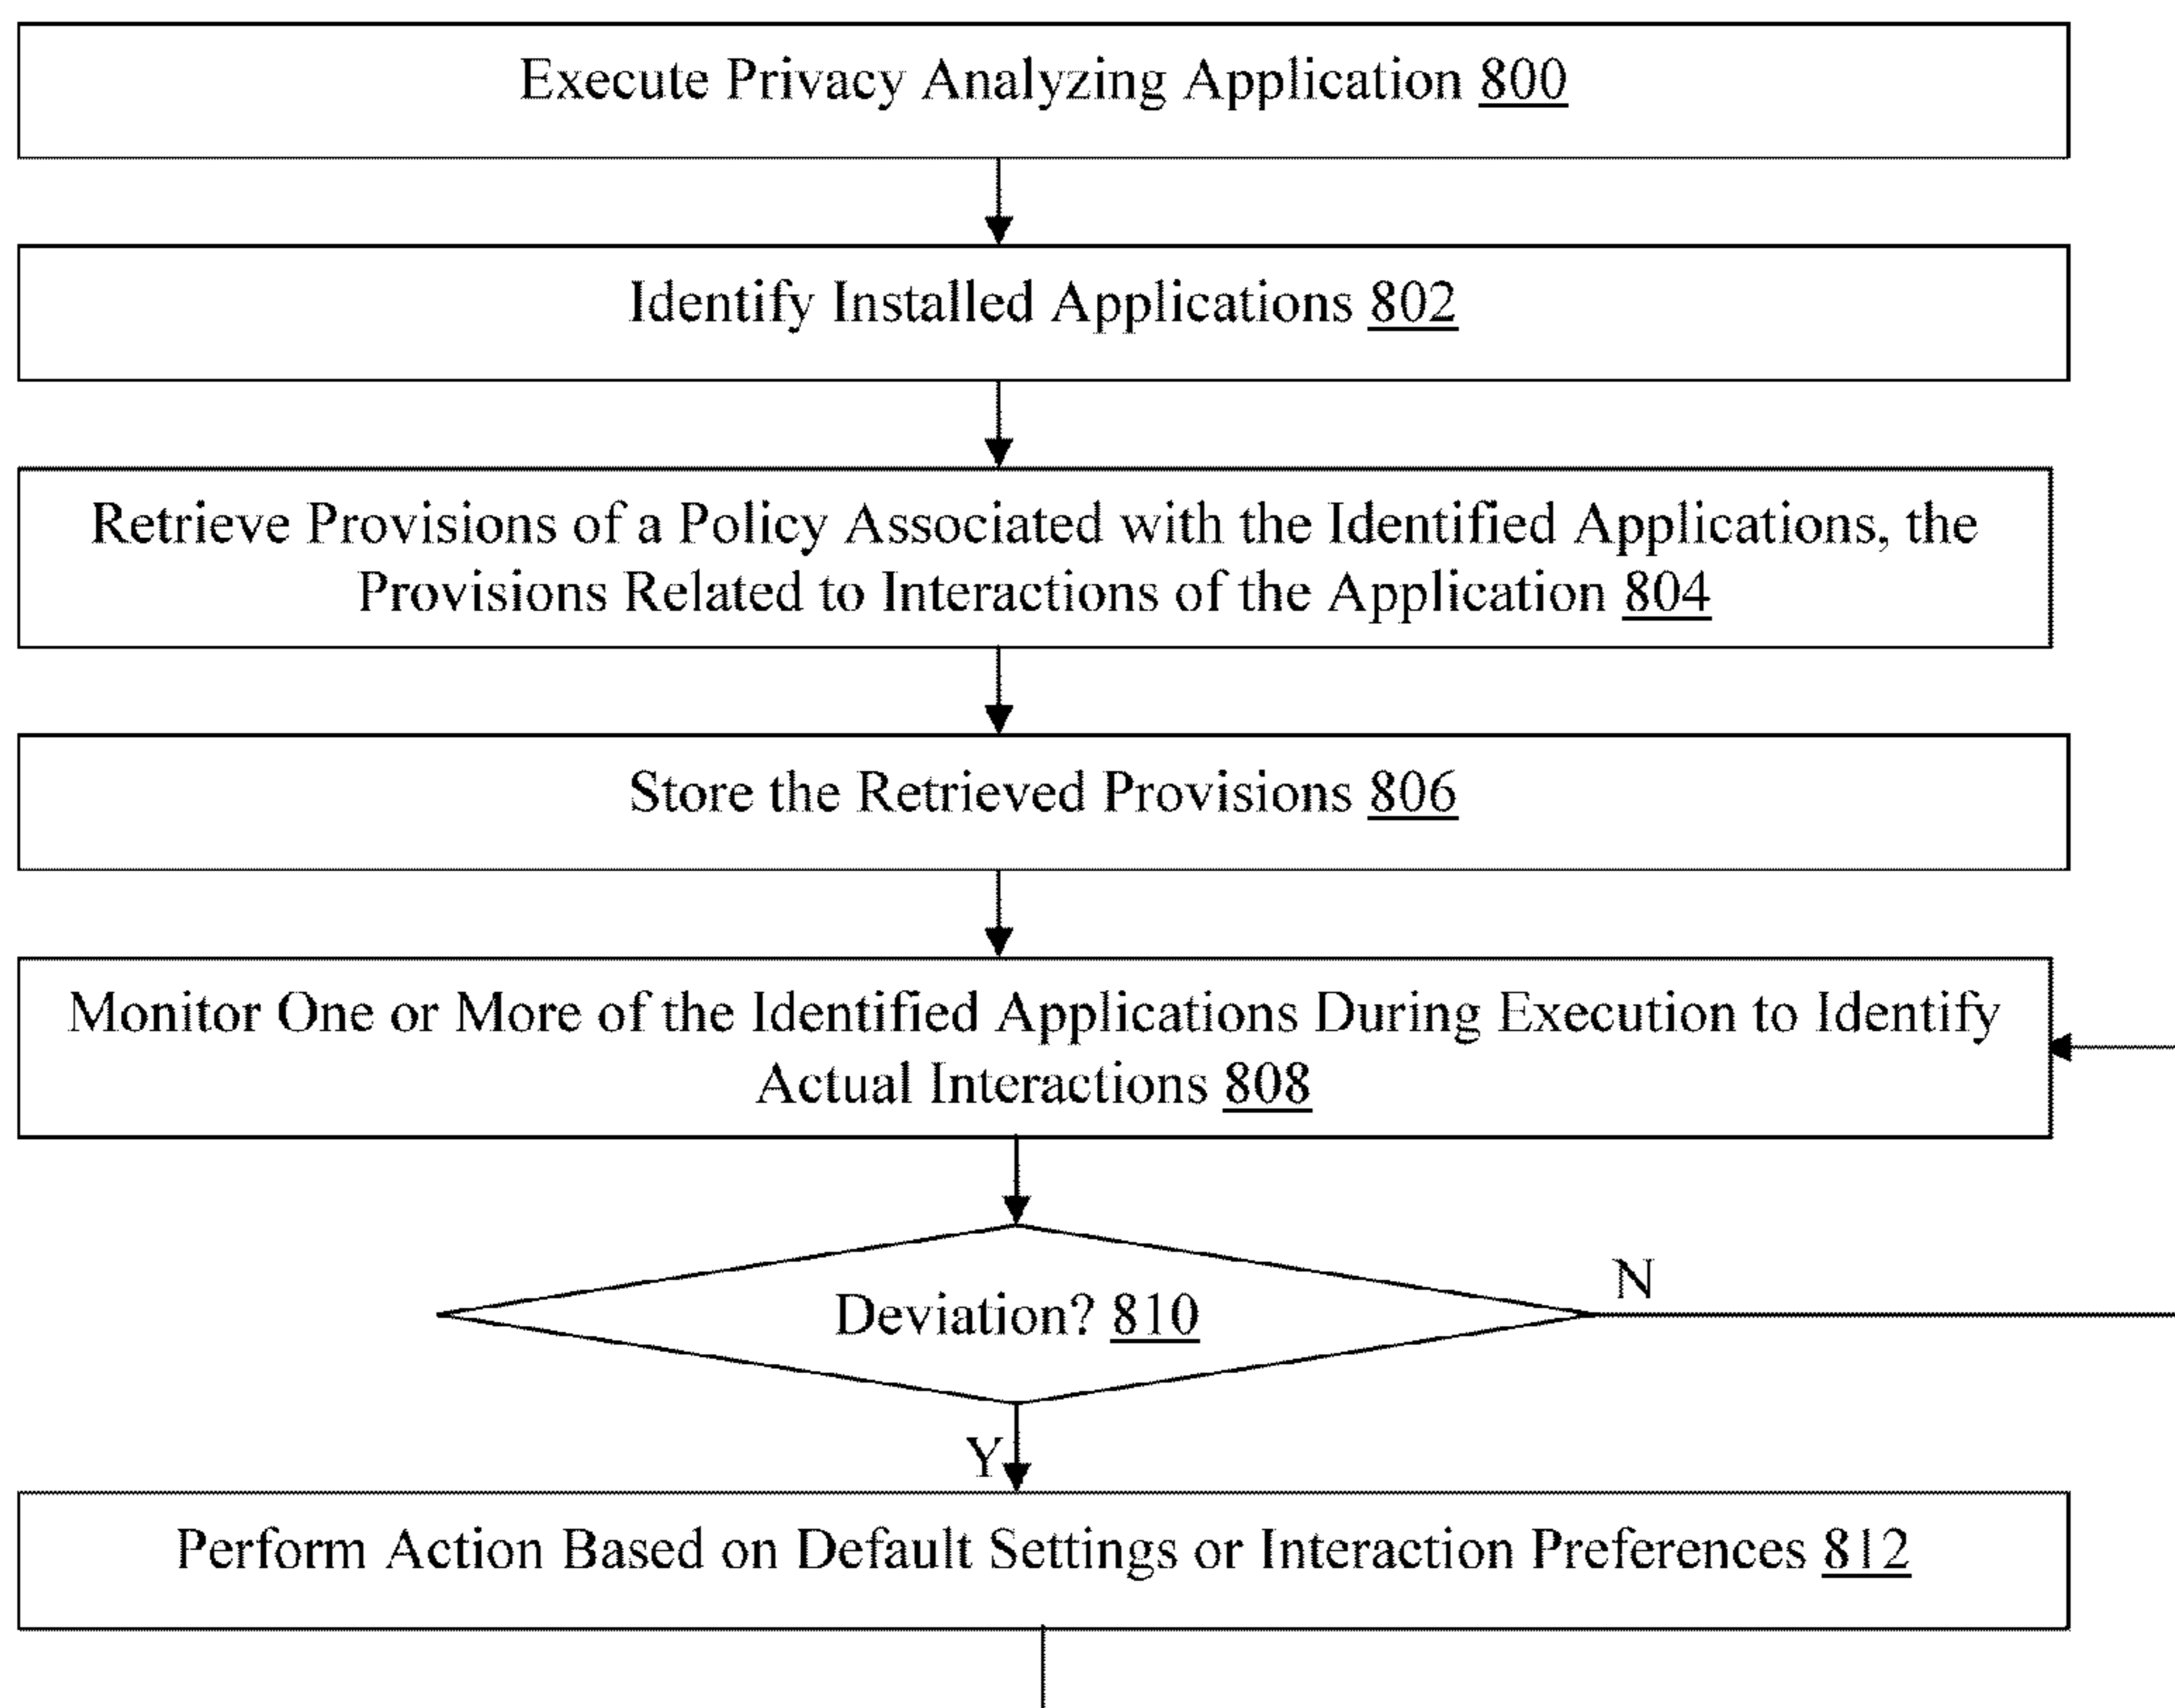 Execute Privacy Analyzing Application 800
Identify Installed Applications 802
Retrieve Provisions of a Policy Associated with the Identified Applications, the
Provisions Related to Interactions of the Application 804
Store the Retrieved Provisions 806
Monitor One or More of the Identified Applications During Execution to Identify
Actual Interactions 808
Deviation? 810
N
Y
Perform Action Based on Default Settings or Interaction Preferences 812